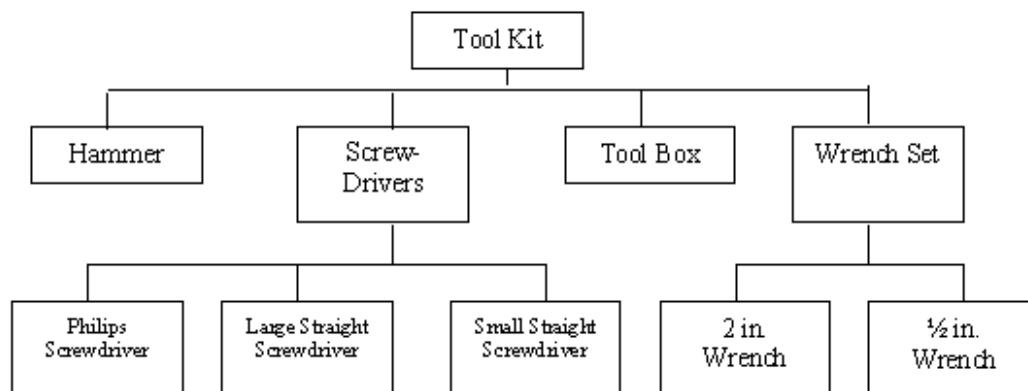 Tool Kit
Hammer
Screw-
Drivers
Tool Box
Wrench Set
Philips
Screwdriver
Large Straight
Screwdriver
Small Straight
Screwdriver
2 in
Wrench
½ in.
Wrench